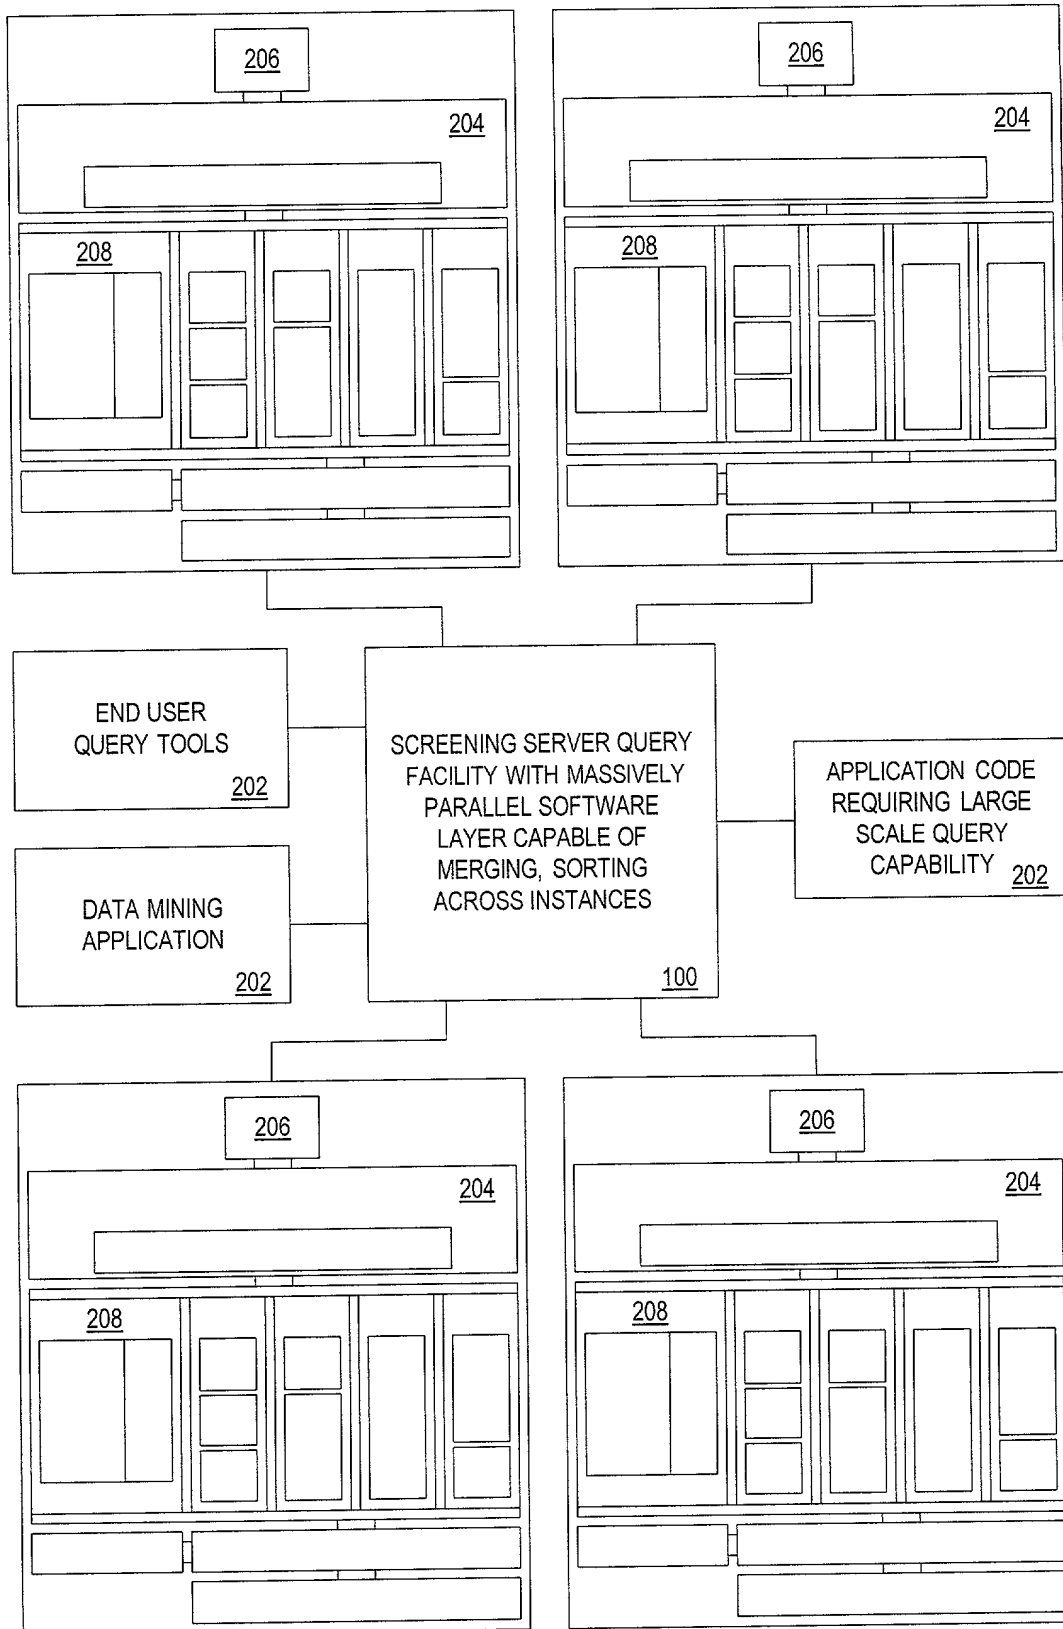 206
204
208
206
204
208
END USER
QUERY TOOLS
202
DATA MINING
APPLICATION
202
SCREENING SERVER QUERY
FACILITY WITH MASSIVELY
PARALLEL SOFTWARE
LAYER CAPABLE OF
MERGING, SORTING
ACROSS INSTANCES
100
APPLICATION CODE
REQUIRING LARGE
SCALE QUERY
CAPABILITY
202
206
204
208
206
204
208